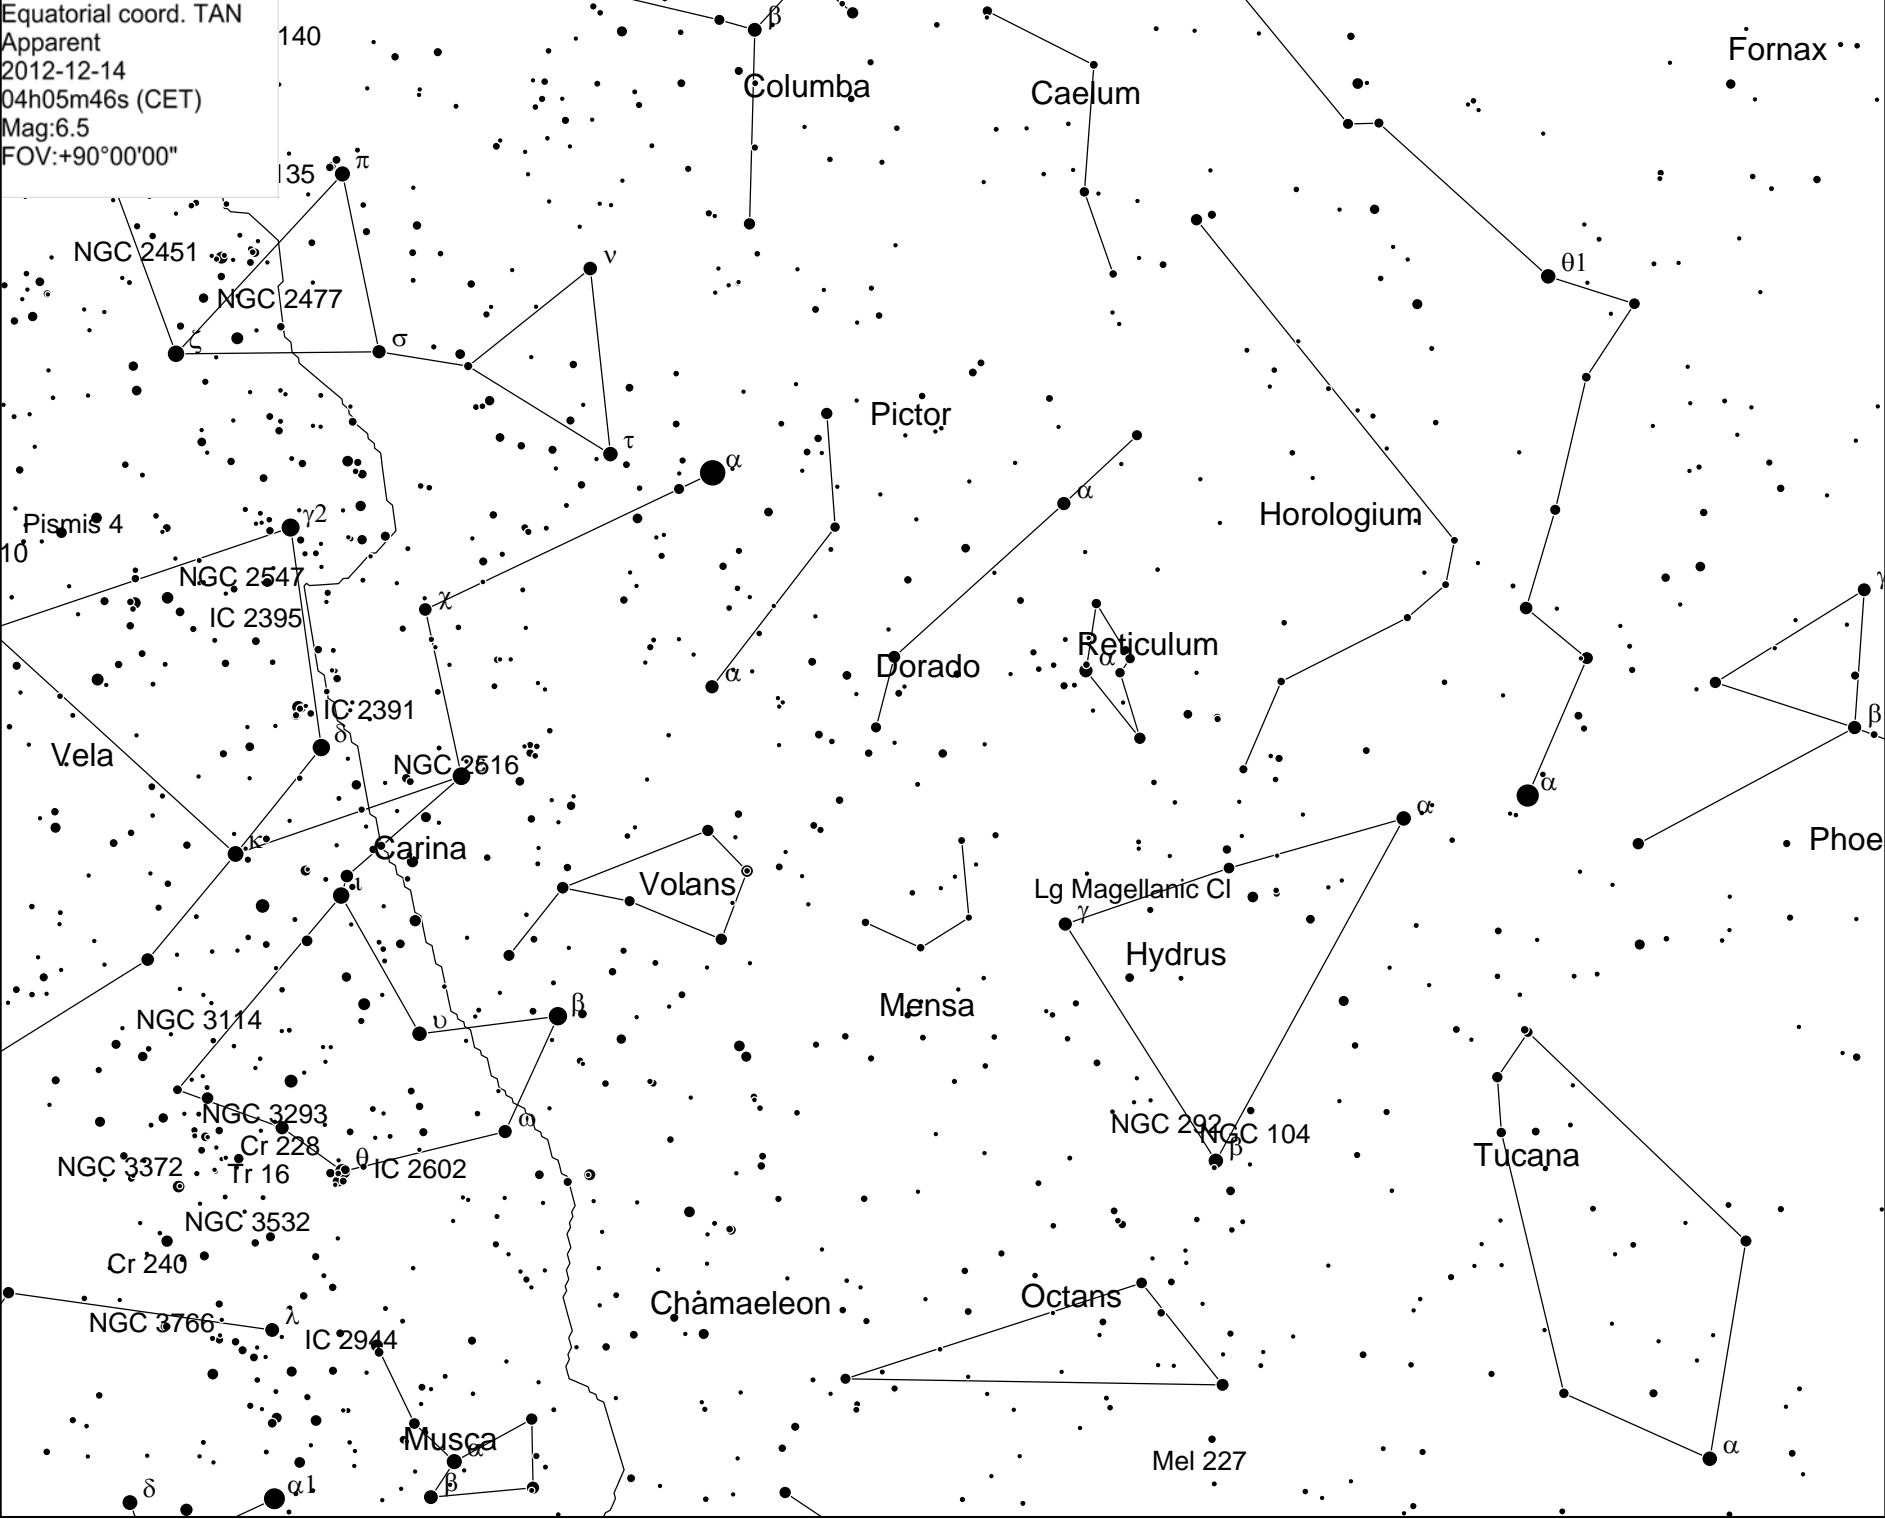 Equatorial coord. TAN
Apparent
2012-12-14
04h05m46s (CET)
Mag:6.5
FOV:+90°00'00"
140
β
Columba
Caelum
Fornax
135
π
NGC 2451
NGC 2477
ν
θ1
ζ
σ
Pictor
τ
α
α
Horologium
Pismis 4
γ2
10
NGC 2547
IC 2395
χ
γ
Reticulum
α
Dorado
α
IC 2391
β
δ
Vela
NGC 2516
α
α
κ
Carina
Phoe
Volans
ι
Lg Magellanic Cl
γ
Hydrus
Mensa
β
NGC 3114
υ
NGC 3293
ω
NGC 292
NGC 104
β
Cr 228
θ
IC 2602
Tucana
NGC 3372
Tr 16
NGC 3532
Cr 240
Octans
Chamaeleon
NGC 3766
λ
IC 2944
Musca
α
α
Mel 227
β
δ
α1